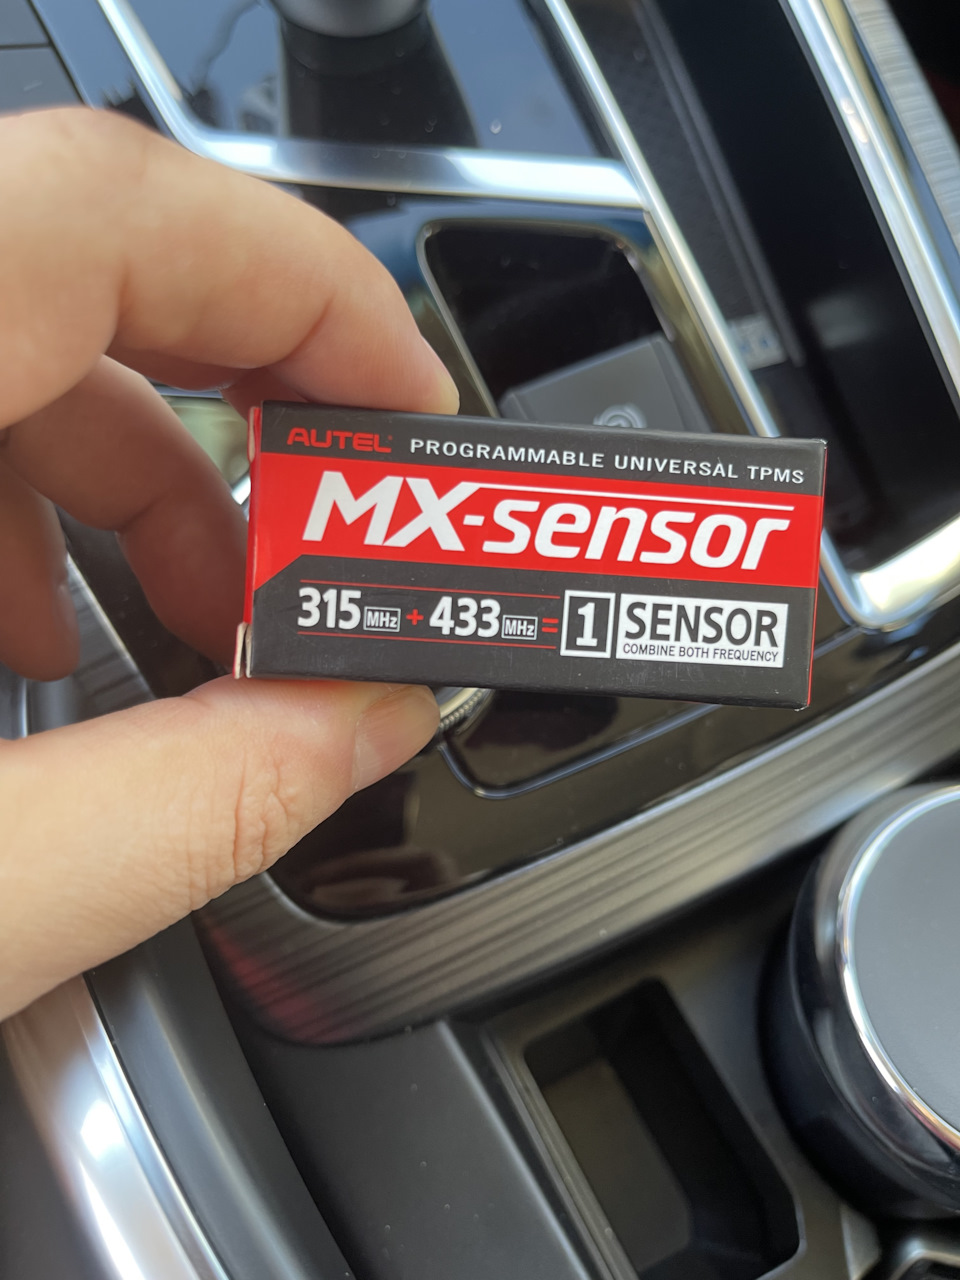 AUTEL® PROGRAMMABLE UNIVERSAL TPMS
MX-sensor
315 MHz + 433 MHz = 1 SENSOR
COMBINE BOTH FREQUENCY